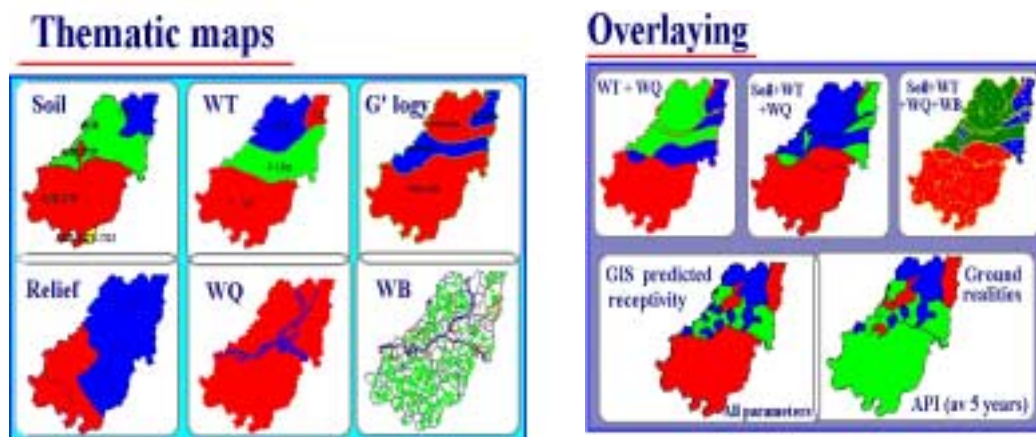 Thematic maps
Soil
WT
G' logy
Relief
WQ
WB
Overlaying
WT + WQ
Soil+WT
+WQ
Soil+WT
+WQ+WB
GIS predicted
receptivity
All parameters
Ground
realities
API (av 5 years)